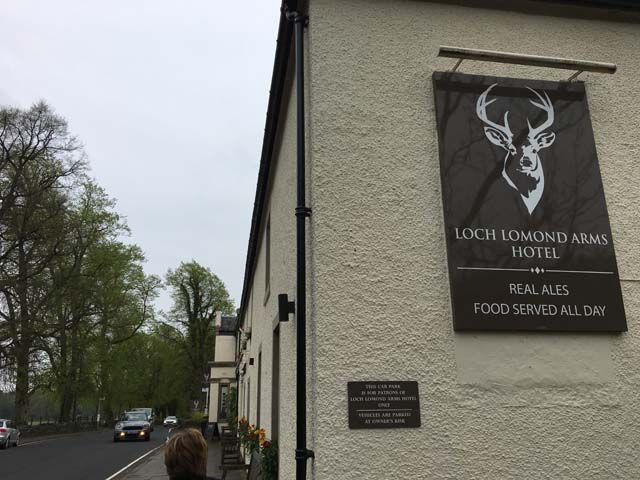 LOCH LOMOND ARMS
HOTEL
REAL ALES
FOOD SERVED ALL DAY
THIS CAR PARK
IS FOR PATRONS OF
LOCH LOMOND ARMS HOTEL
ONLY
VEHICLES ARE PARKED
AT OWNER'S RISK